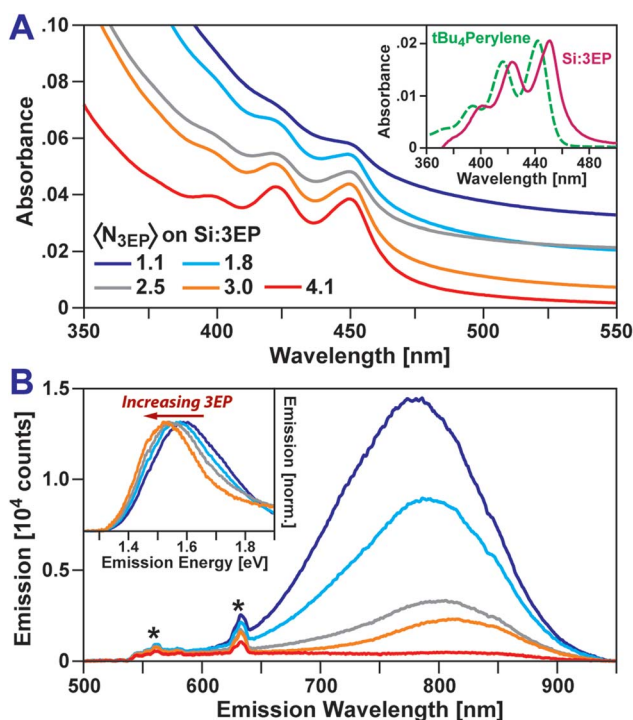 A
.10
.08
.06
.04
.02
0
Absorbance
350
400
450
500
550
Wavelength [nm]
⟨N3EP⟩ on Si:3EP
1.1
1.8
2.5
3.0
4.1
tBu4Perylene
Si:3EP
.02
.01
0
Absorbance
360
400
440
480
Wavelength [nm]
B
1.5
1.0
0.5
0
Emission [10⁴ counts]
500
600
700
800
900
Emission Wavelength [nm]
Increasing 3EP
Emission [norm.]
1.4
1.6
1.8
Emission Energy [eV]
*
*